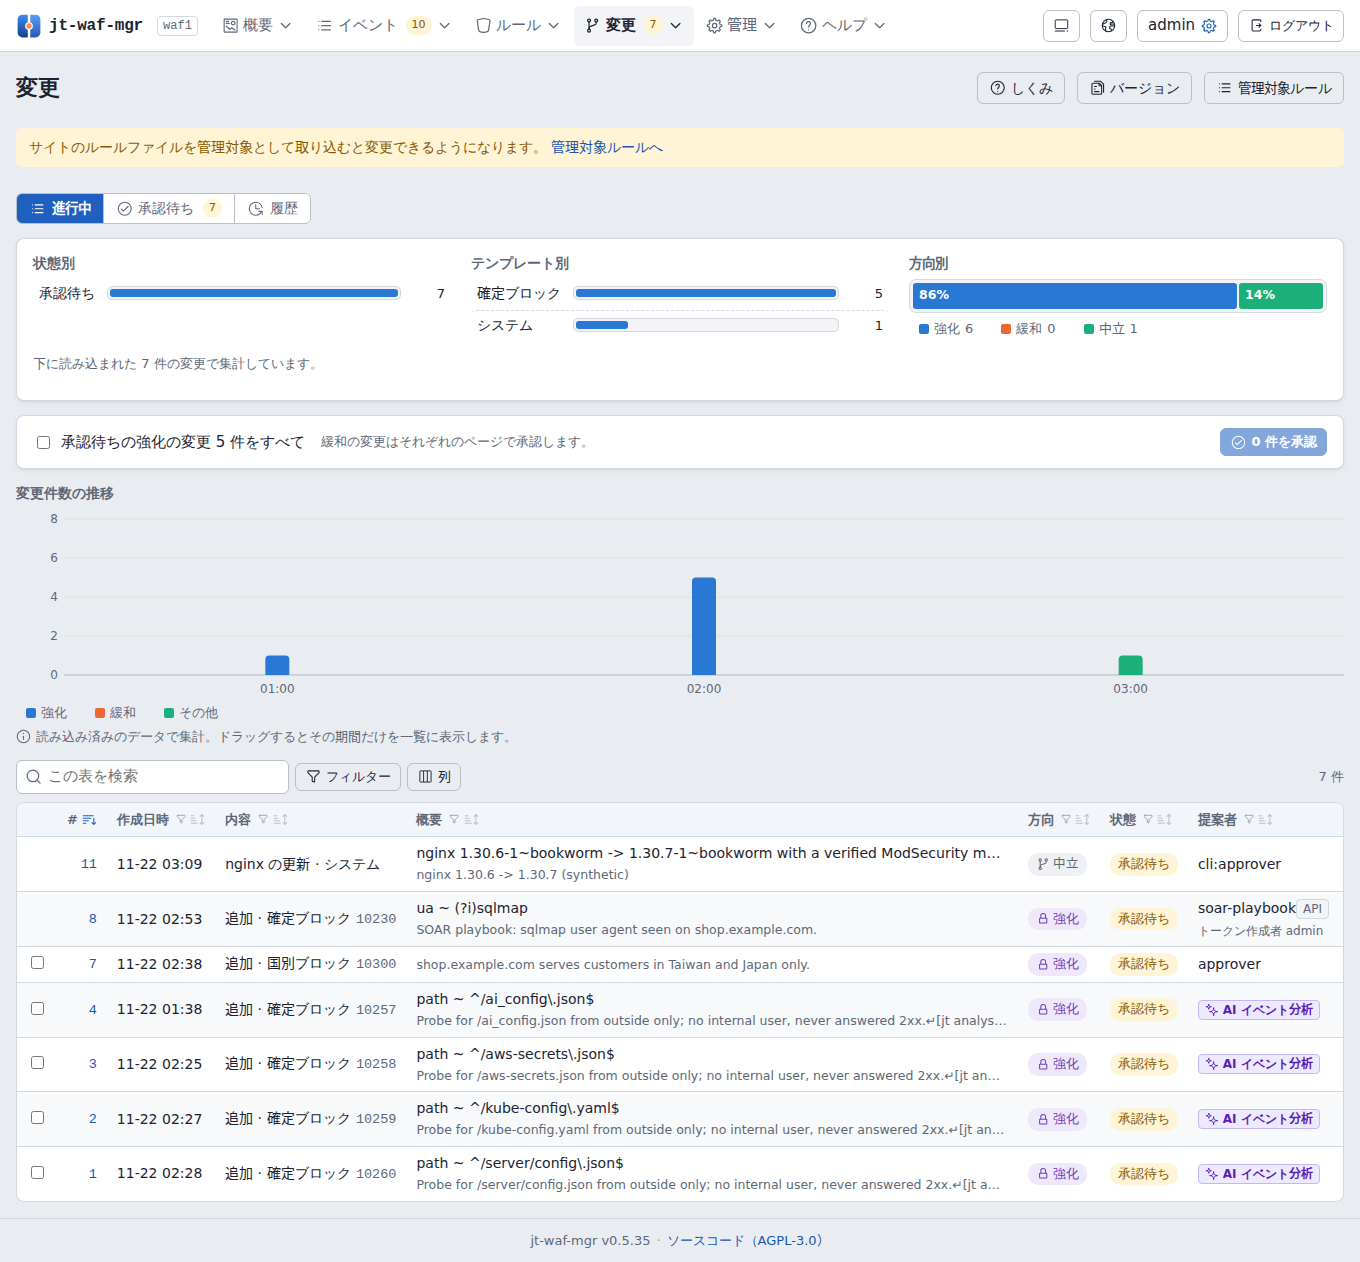 jt-waf-mgr waf1 概要 イベント 10 ルール 変更 7 管理 ヘルプ admin ログアウト
変更 しくみ バージョン 管理対象ルール
サイトのルールファイルを管理対象として取り込むと変更できるようになります。 管理対象ルールへ
進行中 承認待ち 7 履歴
状態別 テンプレート別 方向別
承認待ち 7 確定ブロック 5 86% 14%
システム 1 強化 6 緩和 0 中立 1
下に読み込まれた 7 件の変更で集計しています。
承認待ちの強化の変更 5 件をすべて 緩和の変更はそれぞれのページで承認します。 0 件を承認
変更件数の推移
8
6
4
2
0
01:00 02:00 03:00
強化 緩和 その他
読み込み済みのデータで集計。ドラッグするとその期間だけを一覧に表示します。
この表を検索 フィルター 列 7 件
# 作成日時 内容 概要 方向 状態 提案者
11 11-22 03:09 nginx の更新 · システム nginx 1.30.6-1~bookworm -> 1.30.7-1~bookworm with a verified ModSecurity m… 中立 承認待ち cli:approver
nginx 1.30.6 -> 1.30.7 (synthetic)
8 11-22 02:53 追加 · 確定ブロック 10230 ua ~ (?i)sqlmap 強化 承認待ち soar-playbook API
SOAR playbook: sqlmap user agent seen on shop.example.com. トークン作成者 admin
7 11-22 02:38 追加 · 国別ブロック 10300 shop.example.com serves customers in Taiwan and Japan only. 強化 承認待ち approver
4 11-22 01:38 追加 · 確定ブロック 10257 path ~ ^/ai_config\.json$ 強化 承認待ち AI イベント分析
Probe for /ai_config.json from outside only; no internal user, never answered 2xx.↵[jt analys…
3 11-22 02:25 追加 · 確定ブロック 10258 path ~ ^/aws-secrets\.json$ 強化 承認待ち AI イベント分析
Probe for /aws-secrets.json from outside only; no internal user, never answered 2xx.↵[jt an…
2 11-22 02:27 追加 · 確定ブロック 10259 path ~ ^/kube-config\.yaml$ 強化 承認待ち AI イベント分析
Probe for /kube-config.yaml from outside only; no internal user, never answered 2xx.↵[jt an…
1 11-22 02:28 追加 · 確定ブロック 10260 path ~ ^/server/config\.json$ 強化 承認待ち AI イベント分析
Probe for /server/config.json from outside only; no internal user, never answered 2xx.↵[jt a…
jt-waf-mgr v0.5.35 · ソースコード（AGPL-3.0）